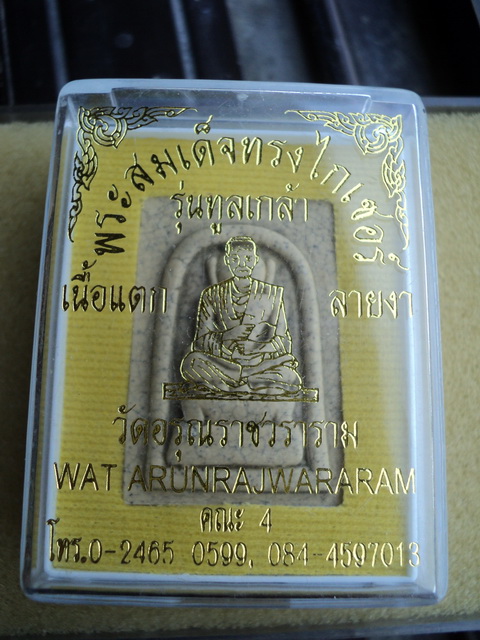 พระสมเด็จทรงไกเซอร์
รุ่นทูลเกล้า
เนื้อแตก ลายงา
วัดอรุณราชวราราม
WAT ARUNRAJWARARAM
คณะ 4
โทร.0-2465 0599, 084-4597013